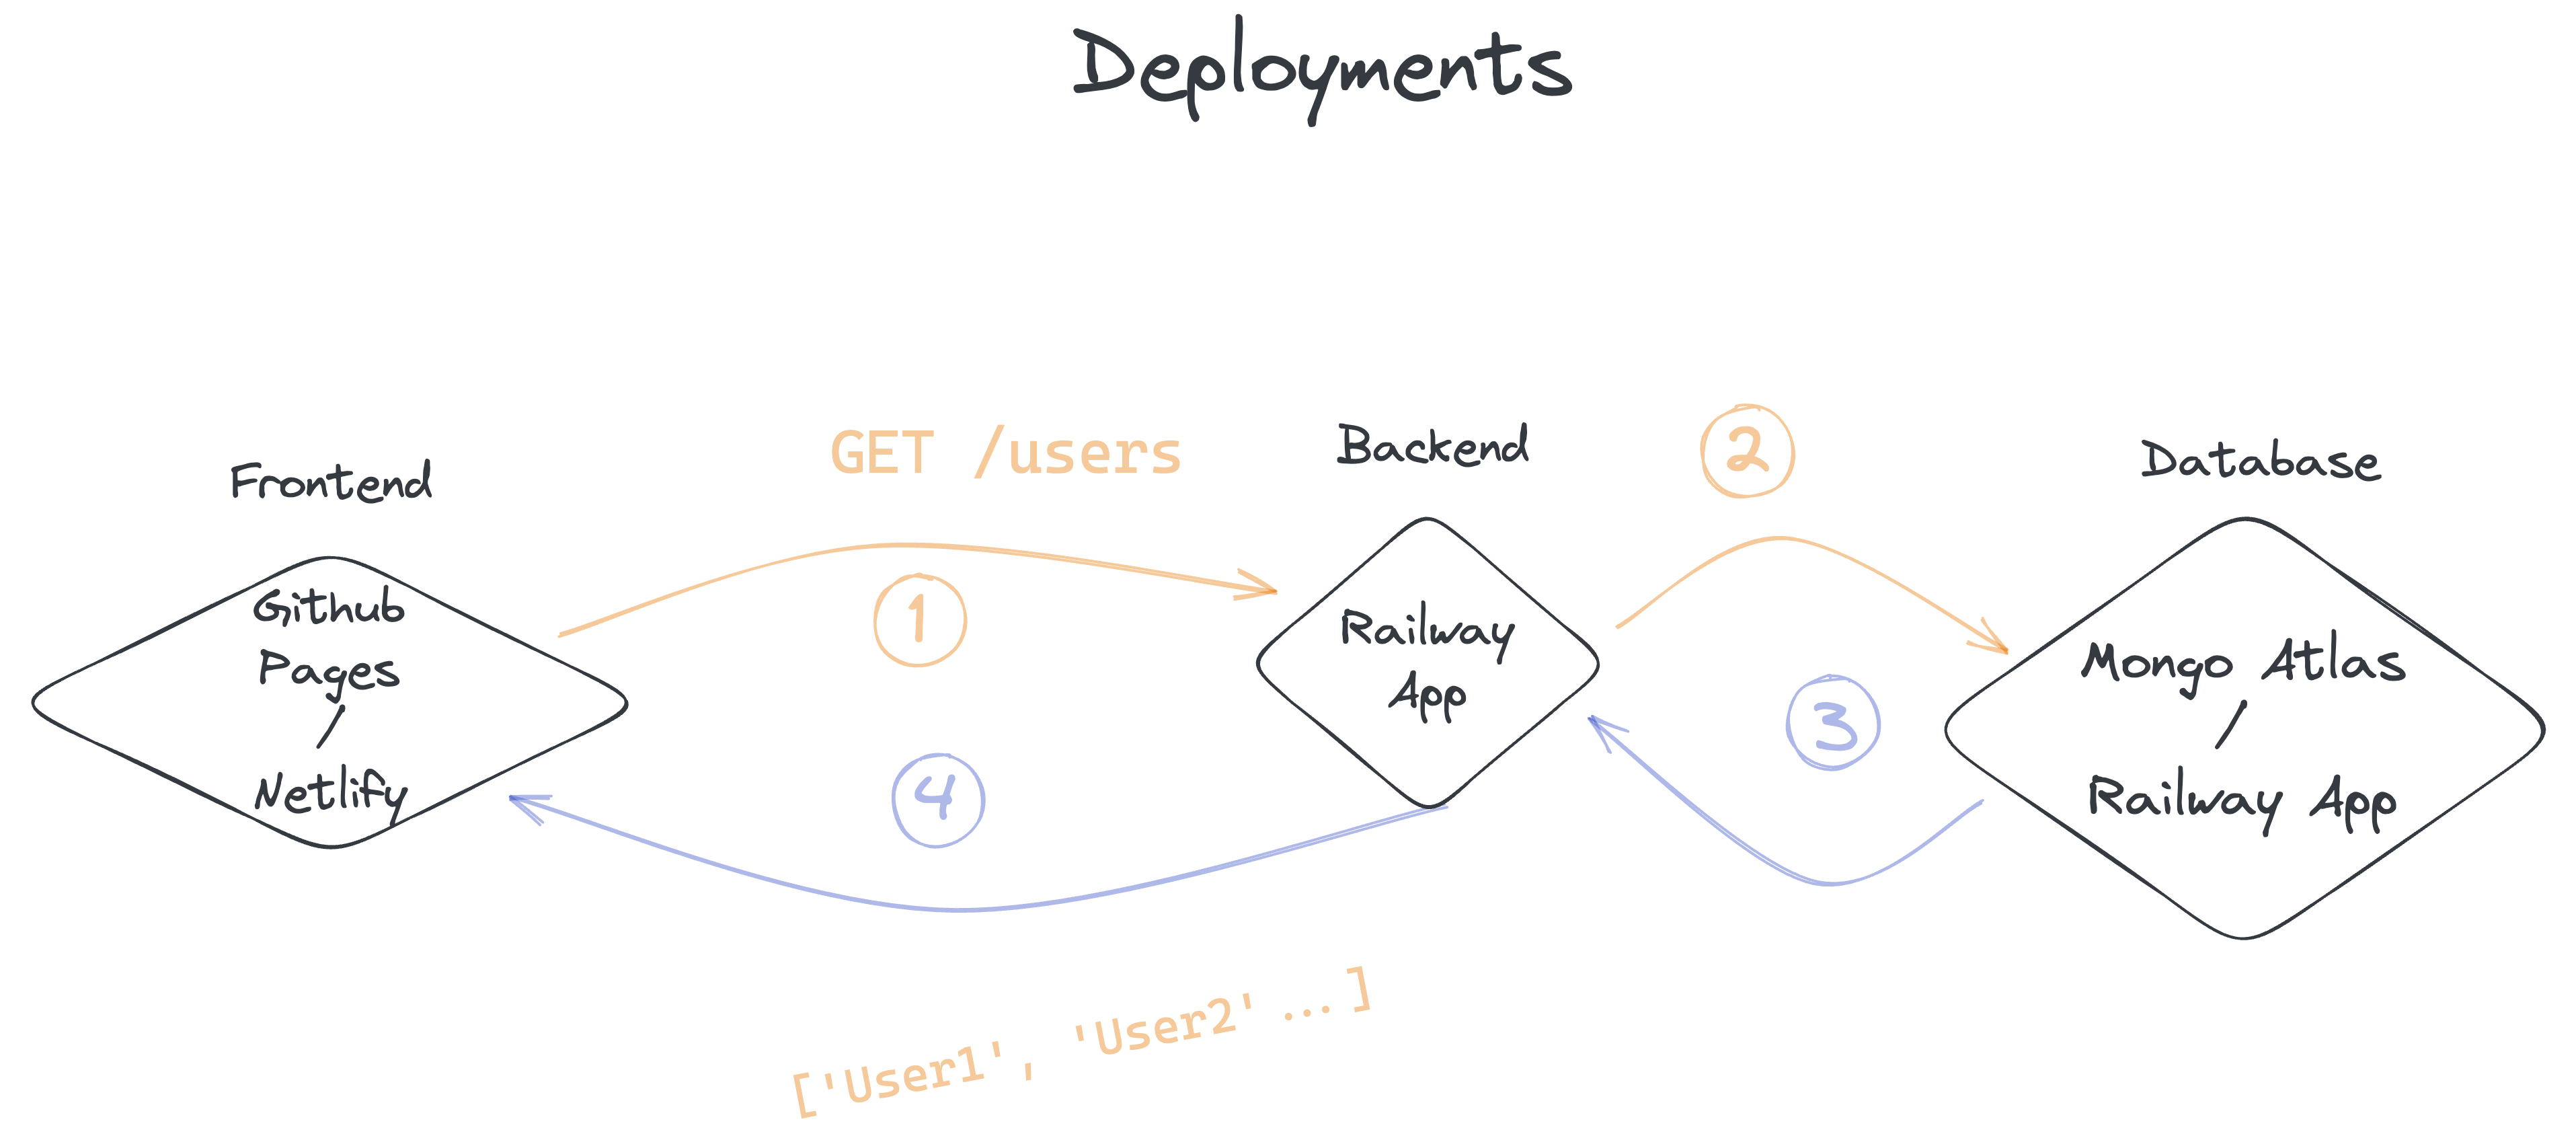 Deployments
Frontend
GET /users
Backend
2
Database
Github
Pages
/
Netlify
1
Railway
App
Mongo Atlas
/
Railway App
3
4
['User1', 'User2' ... ]